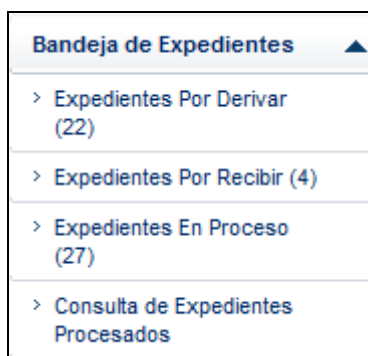 Bandeja de Expedientes
> Expedientes Por Derivar
(22)
> Expedientes Por Recibir (4)
> Expedientes En Proceso
(27)
> Consulta de Expedientes
Procesados